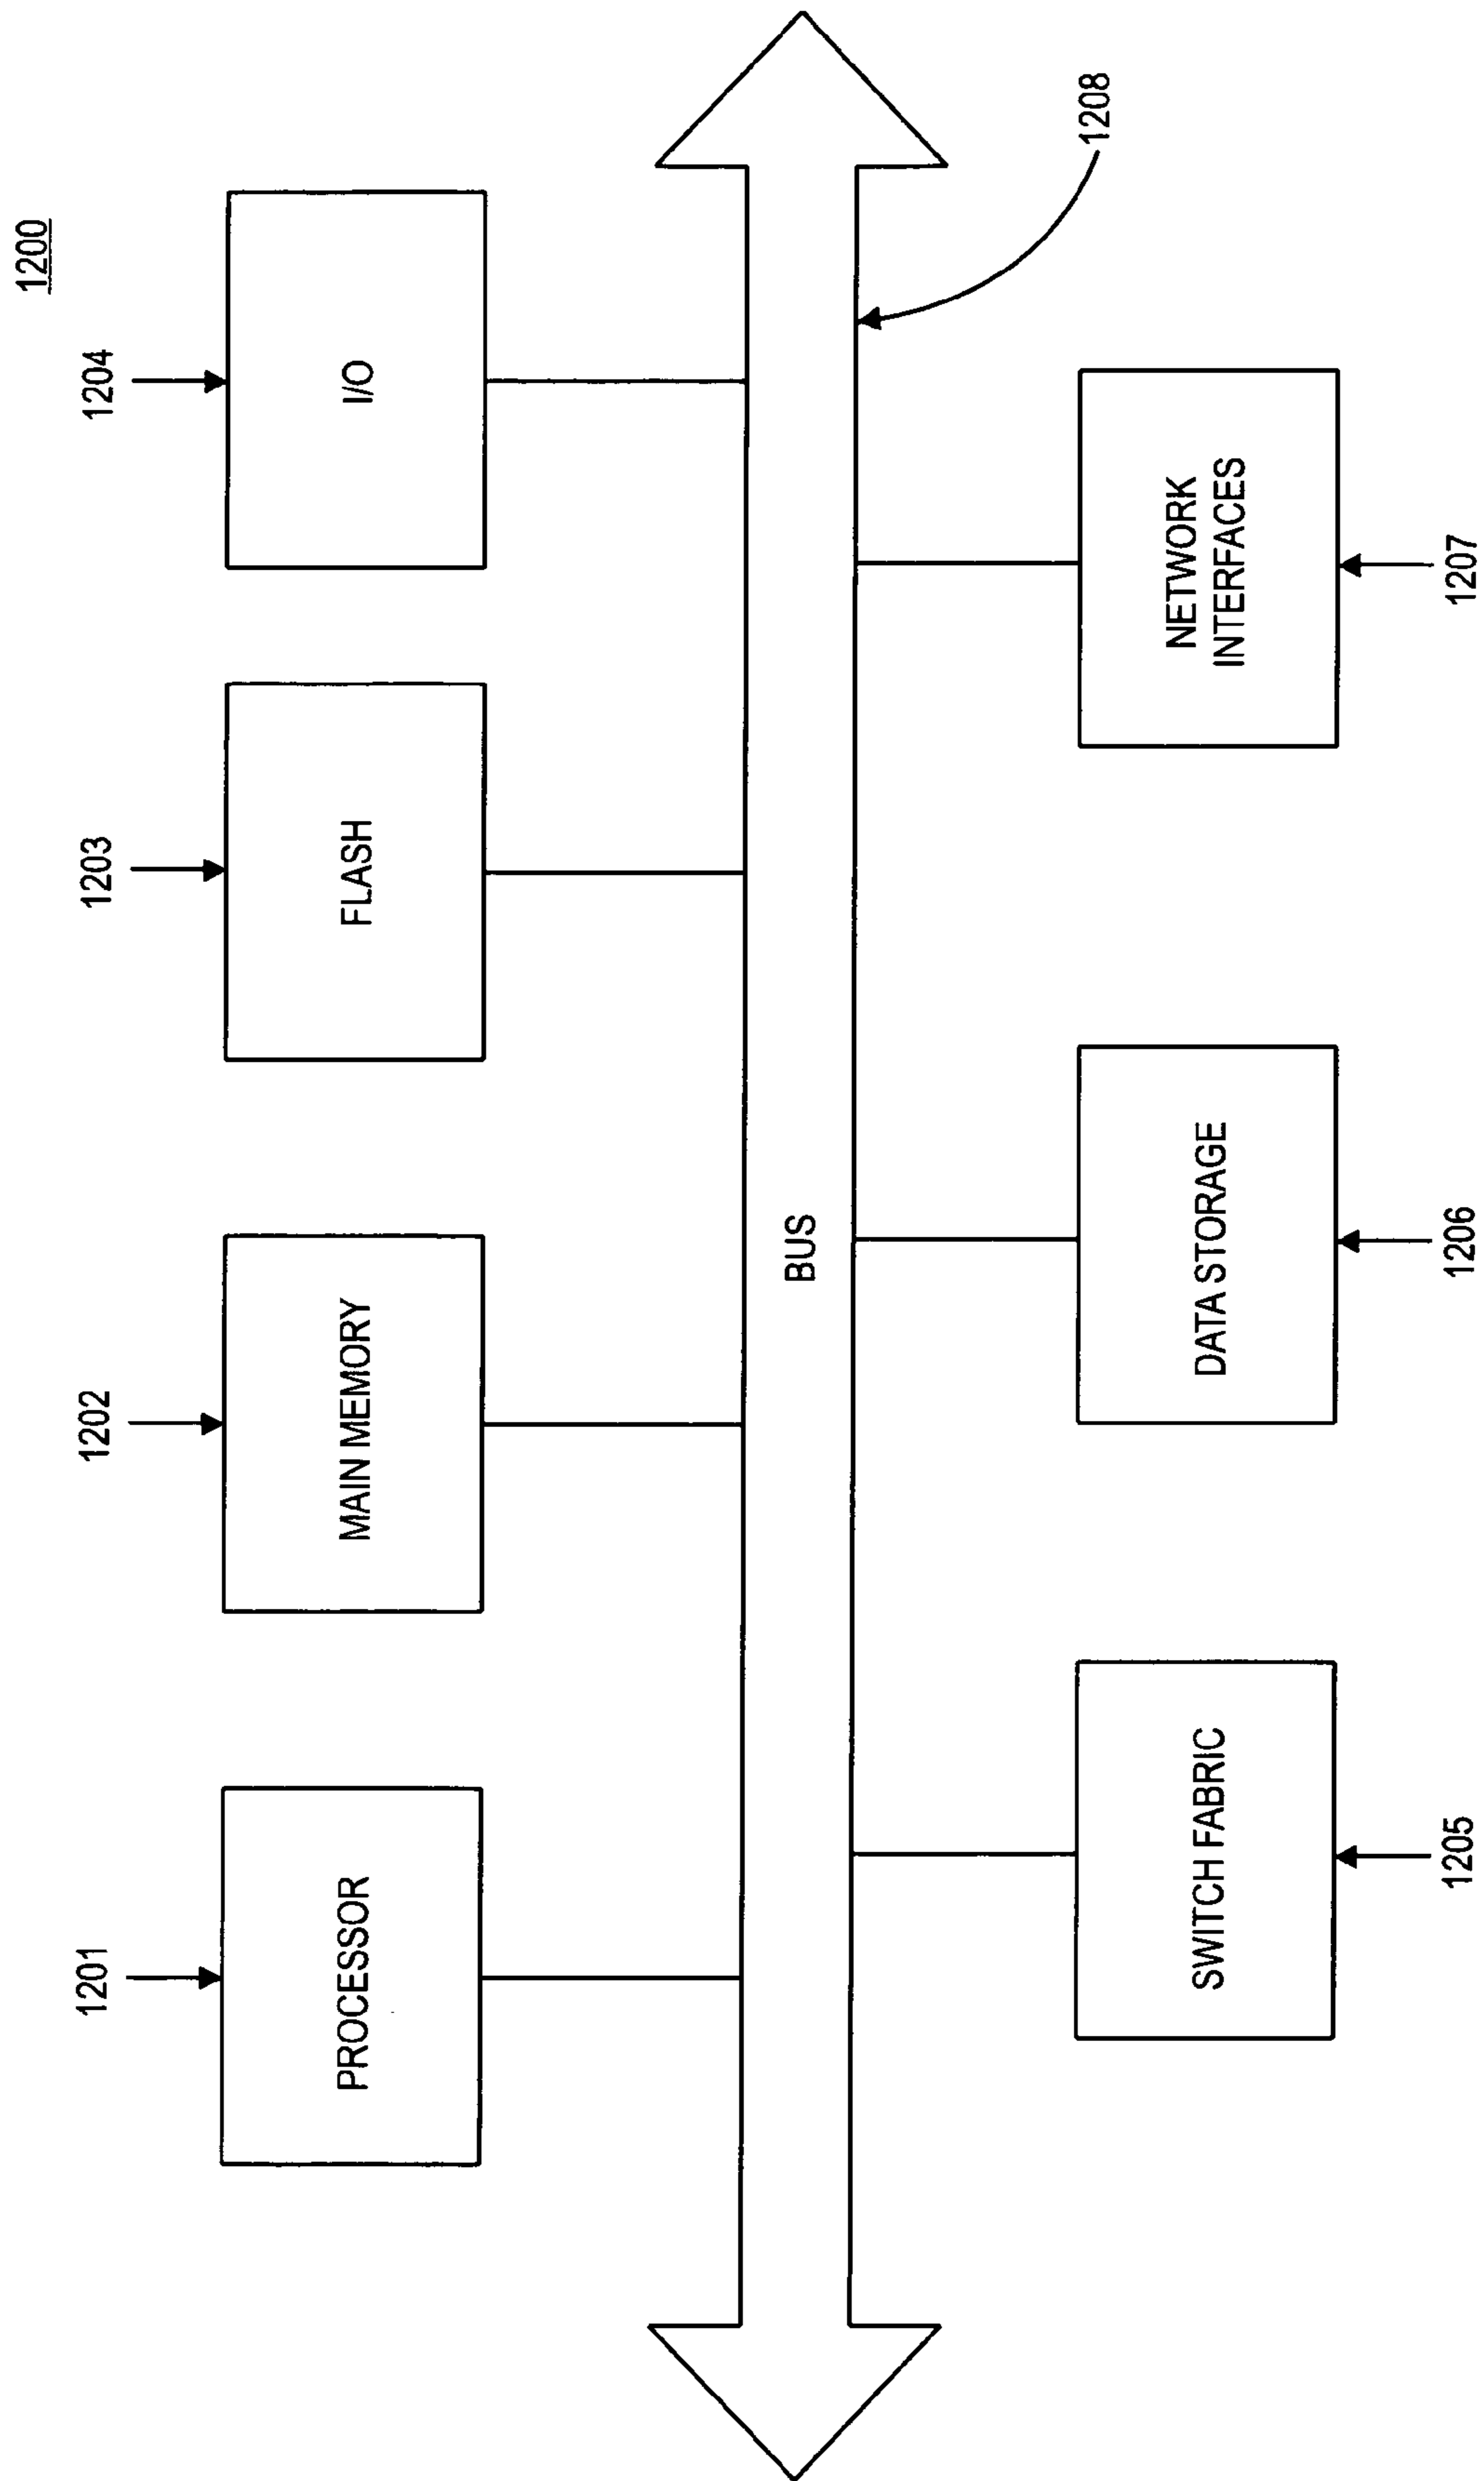 1200
1201
1202
1203
1204
PROCESSOR
MAIN MEMORY
FLASH
I/O
BUS
1208
SWITCH FABRIC
DATA STORAGE
NETWORK
INTERFACES
1205
1206
1207